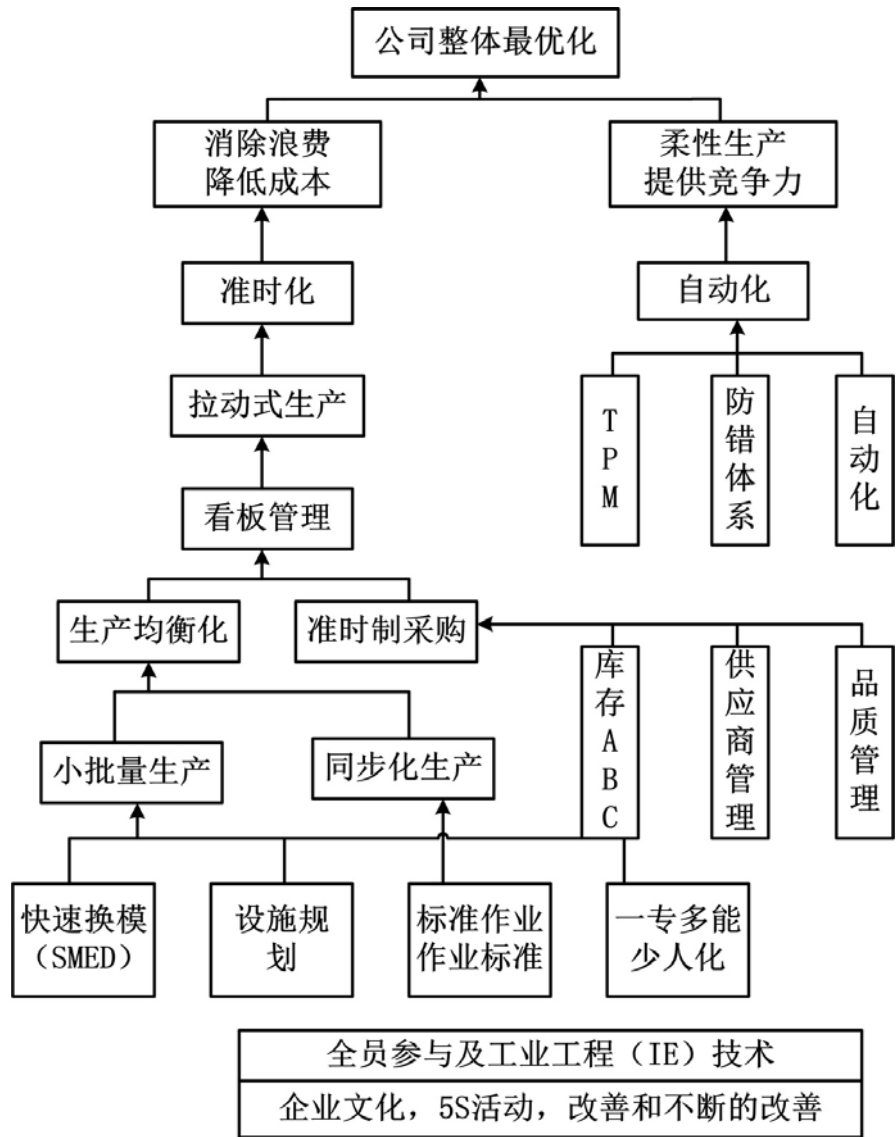 公司整体最优化
消除浪费
降低成本
柔性生产
提供竞争力
准时化
自动化
拉动式生产
TPM
防错体系
自动化
看板管理
生产均衡化
准时制采购
库存ABC
供应商管理
品质管理
小批量生产
同步化生产
快速换模
（SMED）
设施规
划
标准作业
作业标准
一专多能
少人化
全员参与及工业工程（IE）技术
企业文化，5S活动，改善和不断的改善